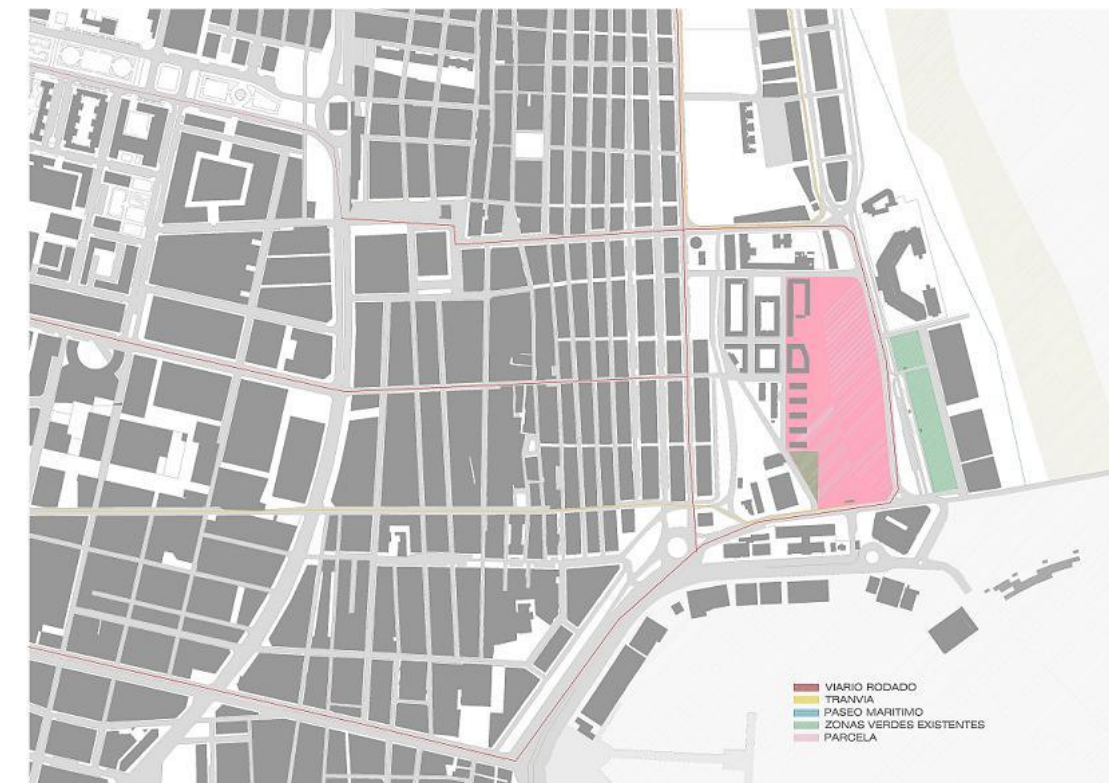 VIARIO RODADO
TRANVIA
PASEO MARITIMO
ZONAS VERDES EXISTENTES
PARCELA